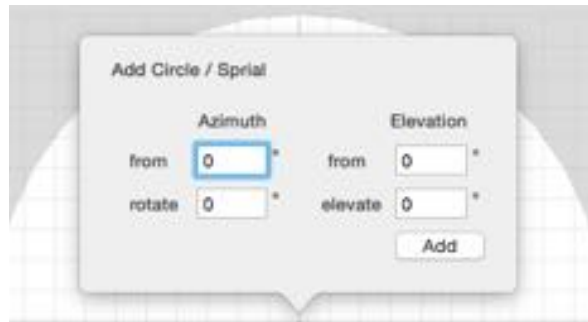 Add Circle / Sprial
Azimuth Elevation
from 0 ° from 0 °
rotate 0 ° elevate 0 °
Add